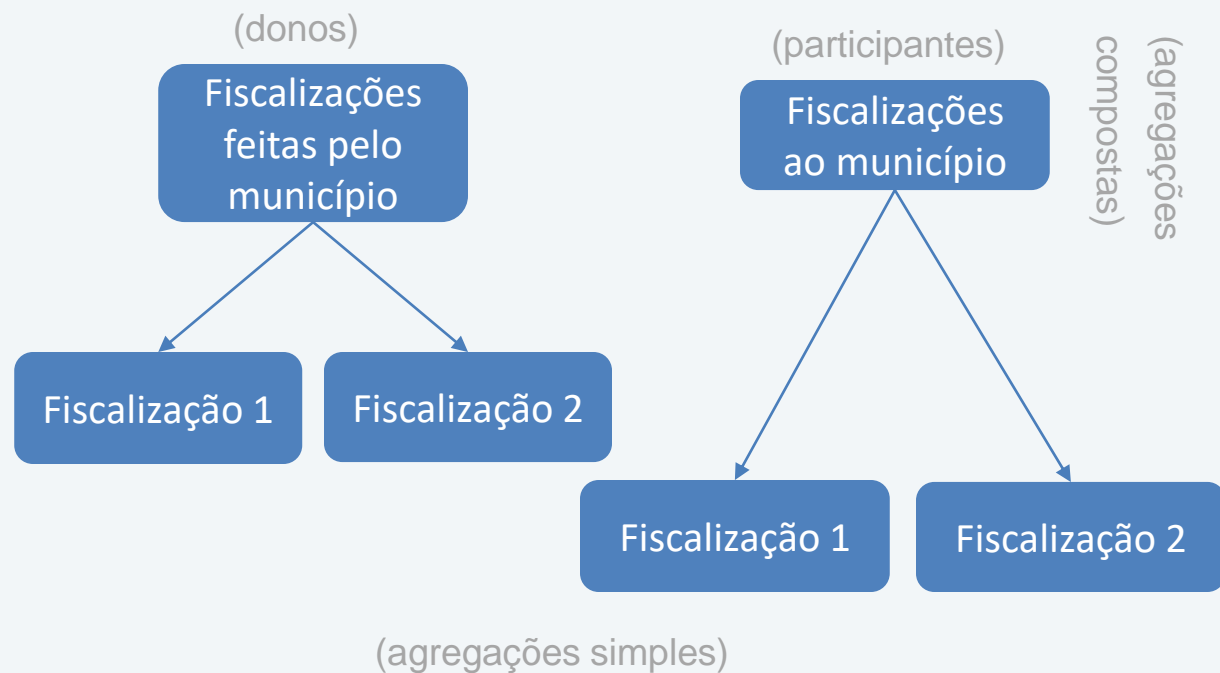 (donos)
Fiscalizações
feitas pelo
município
(participantes)
Fiscalizações
ao município
(agregações
compostas)
Fiscalização 1
Fiscalização 2
Fiscalização 1
Fiscalização 2
(agregações simples)